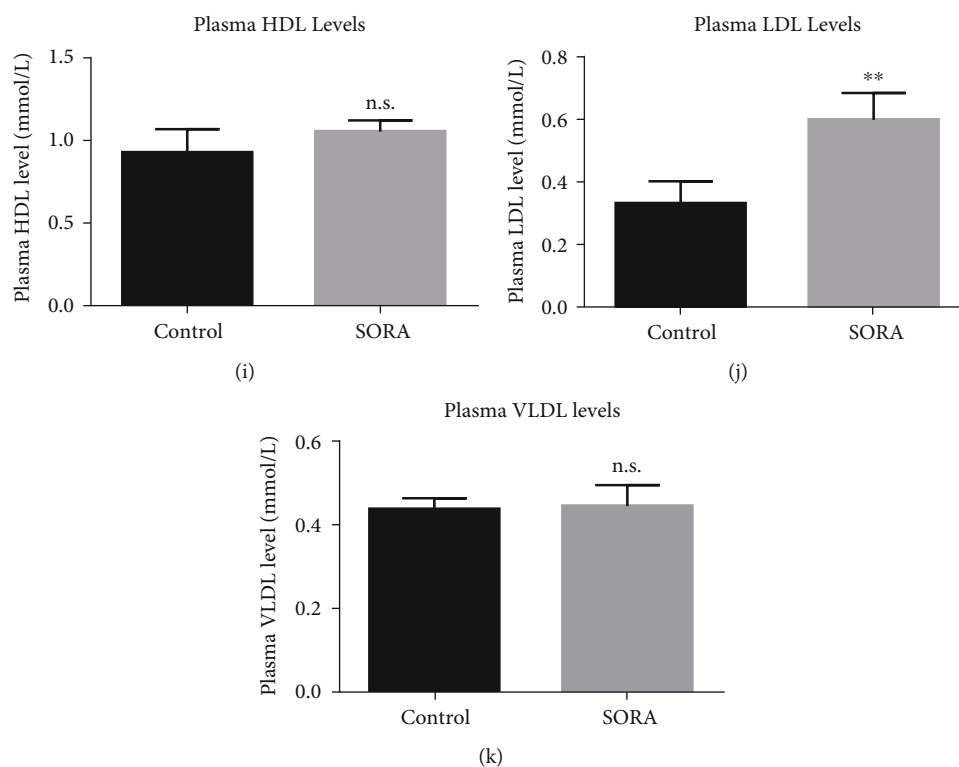 Plasma HDL Levels
Plasma HDL level (mmol/L)
1.5
1.0
0.5
0.0
n.s.
Control
SORA
(i)
Plasma LDL Levels
Plasma LDL level (mmol/L)
0.8
0.6
0.4
0.2
0.0
**
Control
SORA
(j)
Plasma VLDL levels
Plasma VLDL level (mmol/L)
0.6
0.4
0.2
0.0
n.s.
Control
SORA
(k)